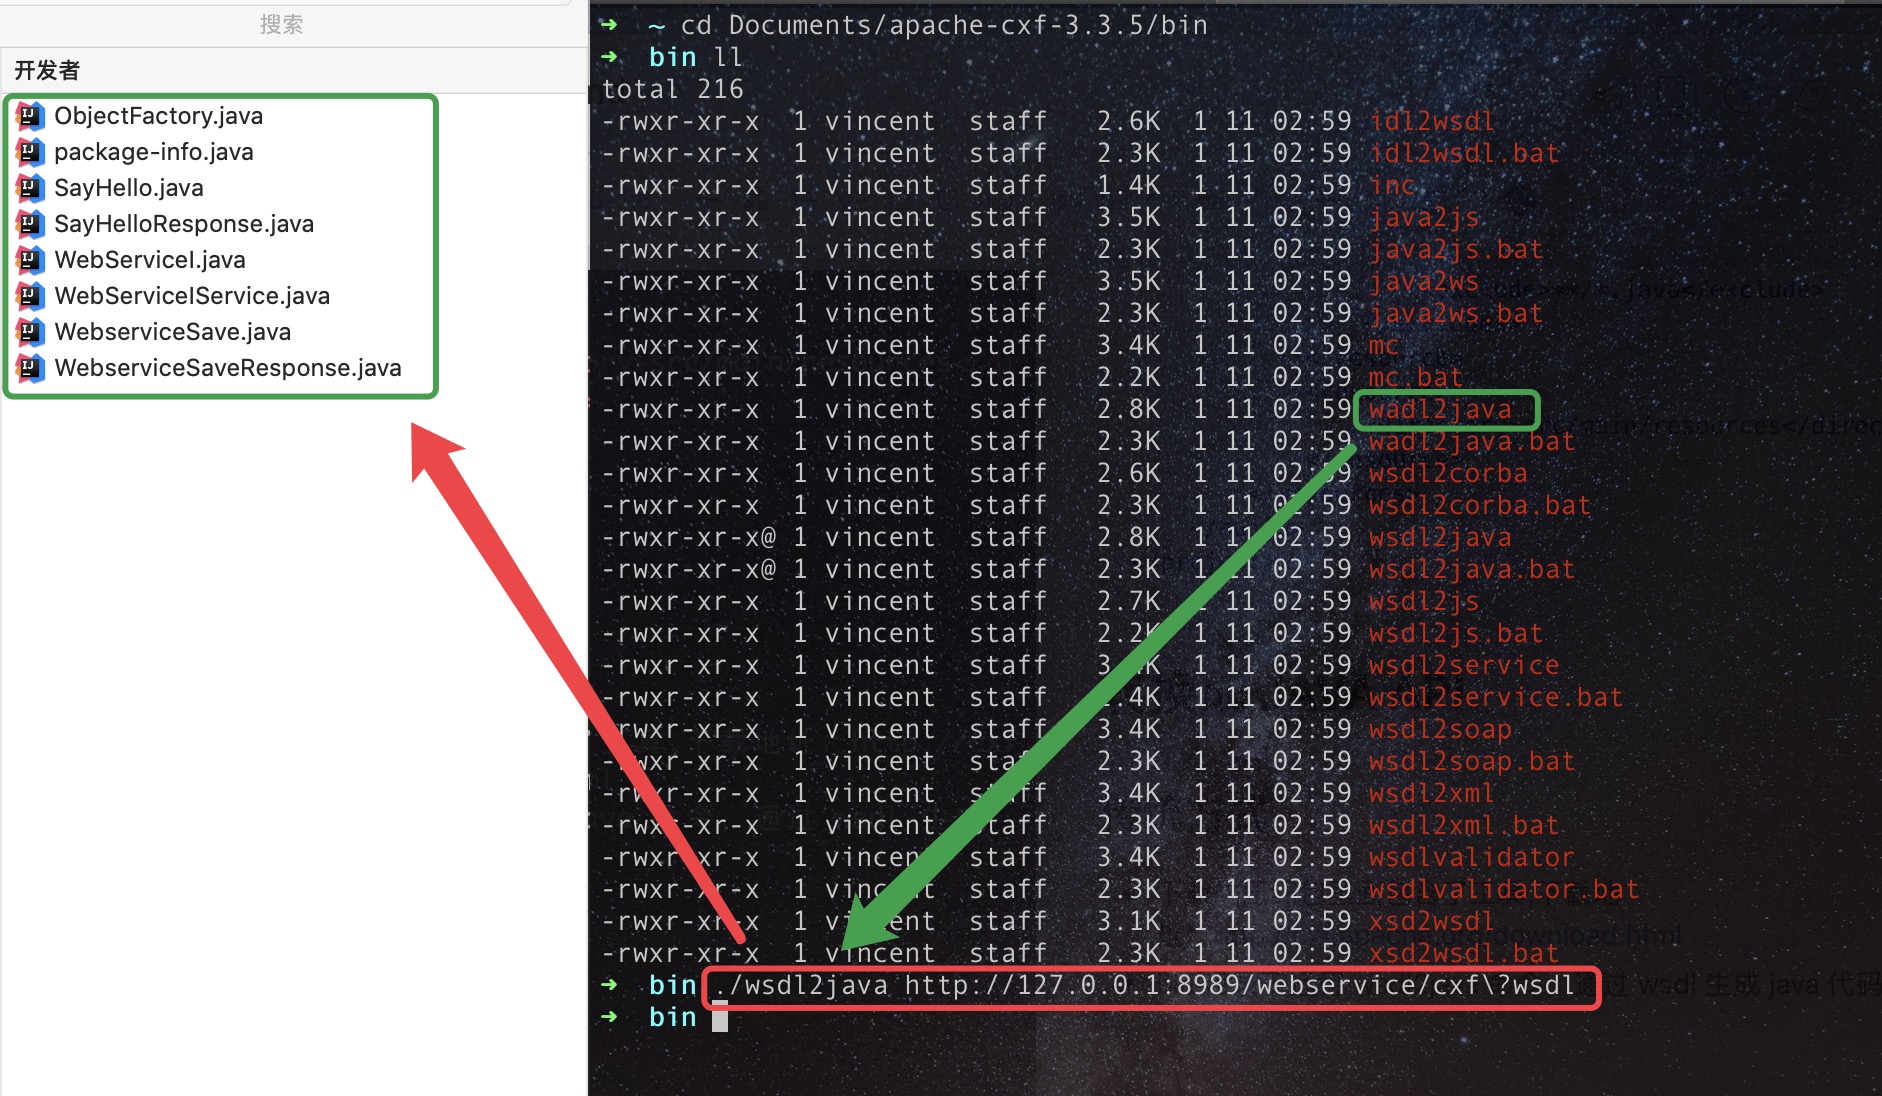 搜索
开发者
ObjectFactory.java
package-info.java
SayHello.java
SayHelloResponse.java
WebServiceI.java
WebServiceIService.java
WebserviceSave.java
WebserviceSaveResponse.java
➜ ~ cd Documents/apache-cxf-3.3.5/bin
➜ bin ll
total 216
-rwxr-xr-x 1 vincent staff 2.6K 1 11 02:59 idl2wsdl
-rwxr-xr-x 1 vincent staff 2.3K 1 11 02:59 idl2wsdl.bat
-rwxr-xr-x 1 vincent staff 1.4K 1 11 02:59 inc
-rwxr-xr-x 1 vincent staff 3.5K 1 11 02:59 java2js
-rwxr-xr-x 1 vincent staff 2.3K 1 11 02:59 java2js.bat
-rwxr-xr-x 1 vincent staff 3.5K 1 11 02:59 java2ws
-rwxr-xr-x 1 vincent staff 2.3K 1 11 02:59 java2ws.bat
-rwxr-xr-x 1 vincent staff 3.4K 1 11 02:59 mc
-rwxr-xr-x 1 vincent staff 2.2K 1 11 02:59 mc.bat
-rwxr-xr-x 1 vincent staff 2.8K 1 11 02:59 wadl2java
-rwxr-xr-x 1 vincent staff 2.3K 1 11 02:59 wadl2java.bat
-rwxr-xr-x 1 vincent staff 2.6K 1 11 02:59 wsdl2corba
-rwxr-xr-x 1 vincent staff 2.3K 1 11 02:59 wsdl2corba.bat
-rwxr-xr-x@ 1 vincent staff 2.8K 1 11 02:59 wsdl2java
-rwxr-xr-x@ 1 vincent staff 2.3K 1 11 02:59 wsdl2java.bat
-rwxr-xr-x 1 vincent staff 2.7K 1 11 02:59 wsdl2js
-rwxr-xr-x 1 vincent staff 2.2K 1 11 02:59 wsdl2js.bat
-rwxr-xr-x 1 vincent staff 1 11 02:59 wsdl2service
-rwxr-xr-x 1 vincent staff 1 11 02:59 wsdl2service.bat
-rwxr-xr-x 1 vincent staff 3.4K 1 11 02:59 wsdl2soap
-rwxr-xr-x 1 vincent staff 2.3K 1 11 02:59 wsdl2soap.bat
-rwxr-xr-x 1 vincent staff 3.4K 1 11 02:59 wsdl2xml
-rwxr-xr-x 1 vincent staff 2.3K 1 11 02:59 wsdl2xml.bat
-rwxr-xr-x 1 vincent staff 3.4K 1 11 02:59 wsdlvalidator
-rwxr-xr-x 1 vincent staff 2.3K 1 11 02:59 wsdlvalidator.bat
-rwxr-xr-x 1 vincent staff 3.1K 1 11 02:59 xsd2wsdl
-rwxr-xr-x 1 vincent staff 2.3K 1 11 02:59 xsd2wsdl.bat
➜ bin ./wsdl2java http://127.0.0.1:8989/webservice/cxf\?wsdl
➜ bin